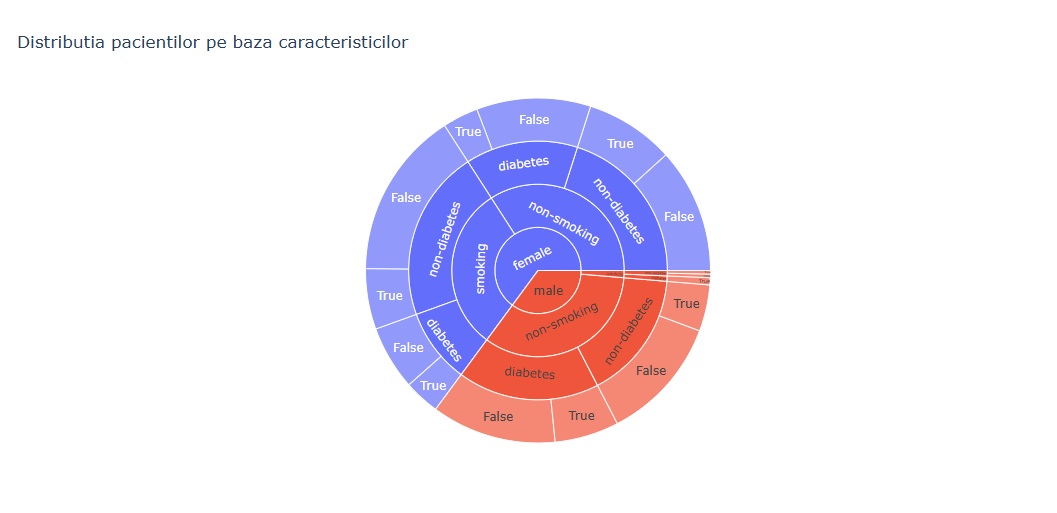 Distributia pacientilor pe baza caracteristicilor
False
True
True
False
diabetes
non-diabetes
False
non-smoking
non-diabetes
smoking
female
male
non-smoking
True
False
diabetes
True
diabetes
non-diabetes
True
False
False
True
True